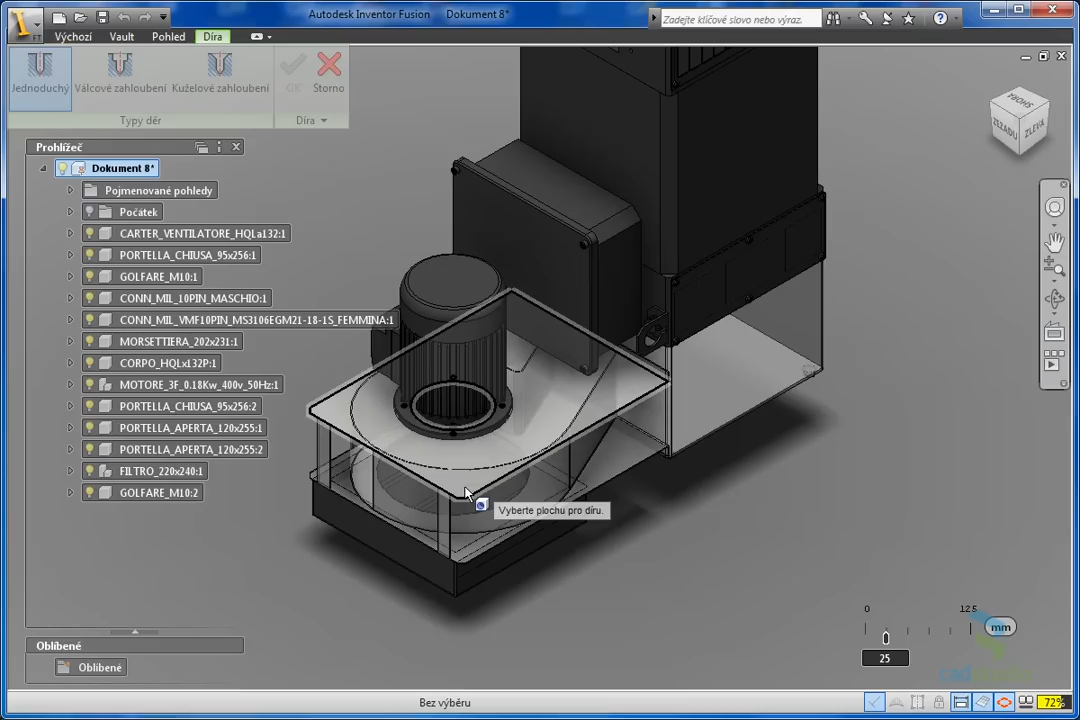 Autodesk Inventor Fusion Dokument 8*
Zadejte klíčové slovo nebo výraz.
FT
Výchozí Vault Pohled Díra
Jednoduchý Válcové zahloubení Kuželové zahloubení OK Storno
Typy děr Díra
Prohlížeč
Dokument 8*
Pojmenované pohledy
Počátek
CARTER_VENTILATORE_HQLa132:1
PORTELLA_CHIUSA_95x256:1
GOLFARE_M10:1
CONN_MIL_10PIN_MASCHIO:1
CONN_MIL_VMF10PIN_MS3106EGM21-18-1S_FEMMINA:1
MORSETTIERA_202x231:1
CORPO_HQLx132P:1
MOTORE_3F_0.18Kw_400v_50Hz:1
PORTELLA_CHIUSA_95x256:2
PORTELLA_APERTA_120x255:1
PORTELLA_APERTA_120x255:2
FILTRO_220x240:1
GOLFARE_M10:2
SHORA
ZEZADU ZLEVA
Vyberte plochu pro díru.
0 125
mm
25
Oblíbené
Oblíbené
Bez výběru
72%